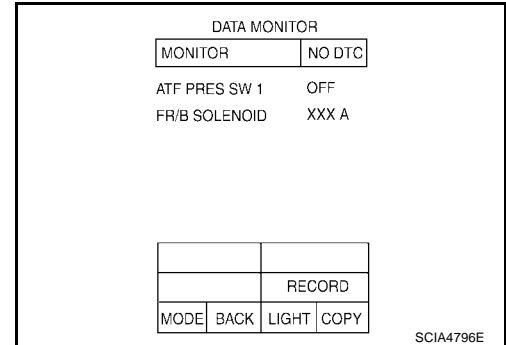 DATA MONITOR
MONITOR NO DTC
ATF PRES SW 1 OFF
FR/B SOLENOID XXX A
RECORD
MODE BACK LIGHT COPY
SCIA4796E